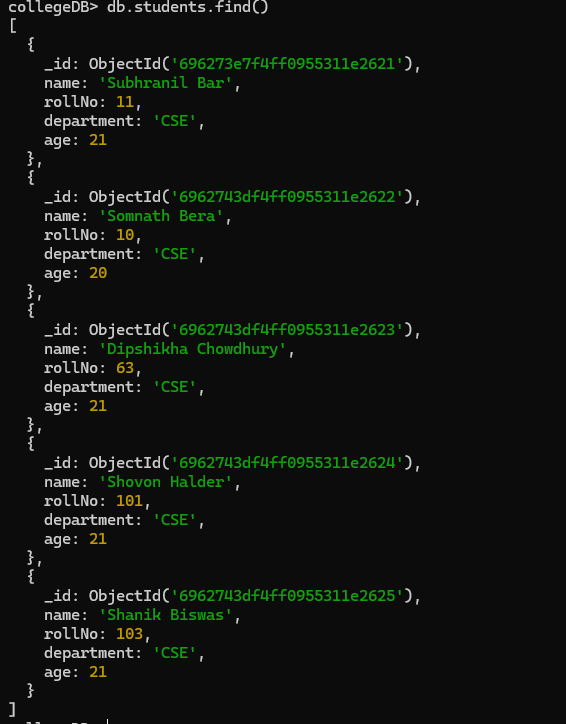 collegeDB> db.students.find()
[
  {
    _id: ObjectId('696273e7f4ff0955311e2621'),
    name: 'Subhranil Bar',
    rollNo: 11,
    department: 'CSE',
    age: 21
  },
  {
    _id: ObjectId('6962743df4ff0955311e2622'),
    name: 'Somnath Bera',
    rollNo: 10,
    department: 'CSE',
    age: 20
  },
  {
    _id: ObjectId('6962743df4ff0955311e2623'),
    name: 'Dipshikha Chowdhury',
    rollNo: 63,
    department: 'CSE',
    age: 21
  },
  {
    _id: ObjectId('6962743df4ff0955311e2624'),
    name: 'Shovon Halder',
    rollNo: 101,
    department: 'CSE',
    age: 21
  },
  {
    _id: ObjectId('6962743df4ff0955311e2625'),
    name: 'Shanik Biswas',
    rollNo: 103,
    department: 'CSE',
    age: 21
  }
]